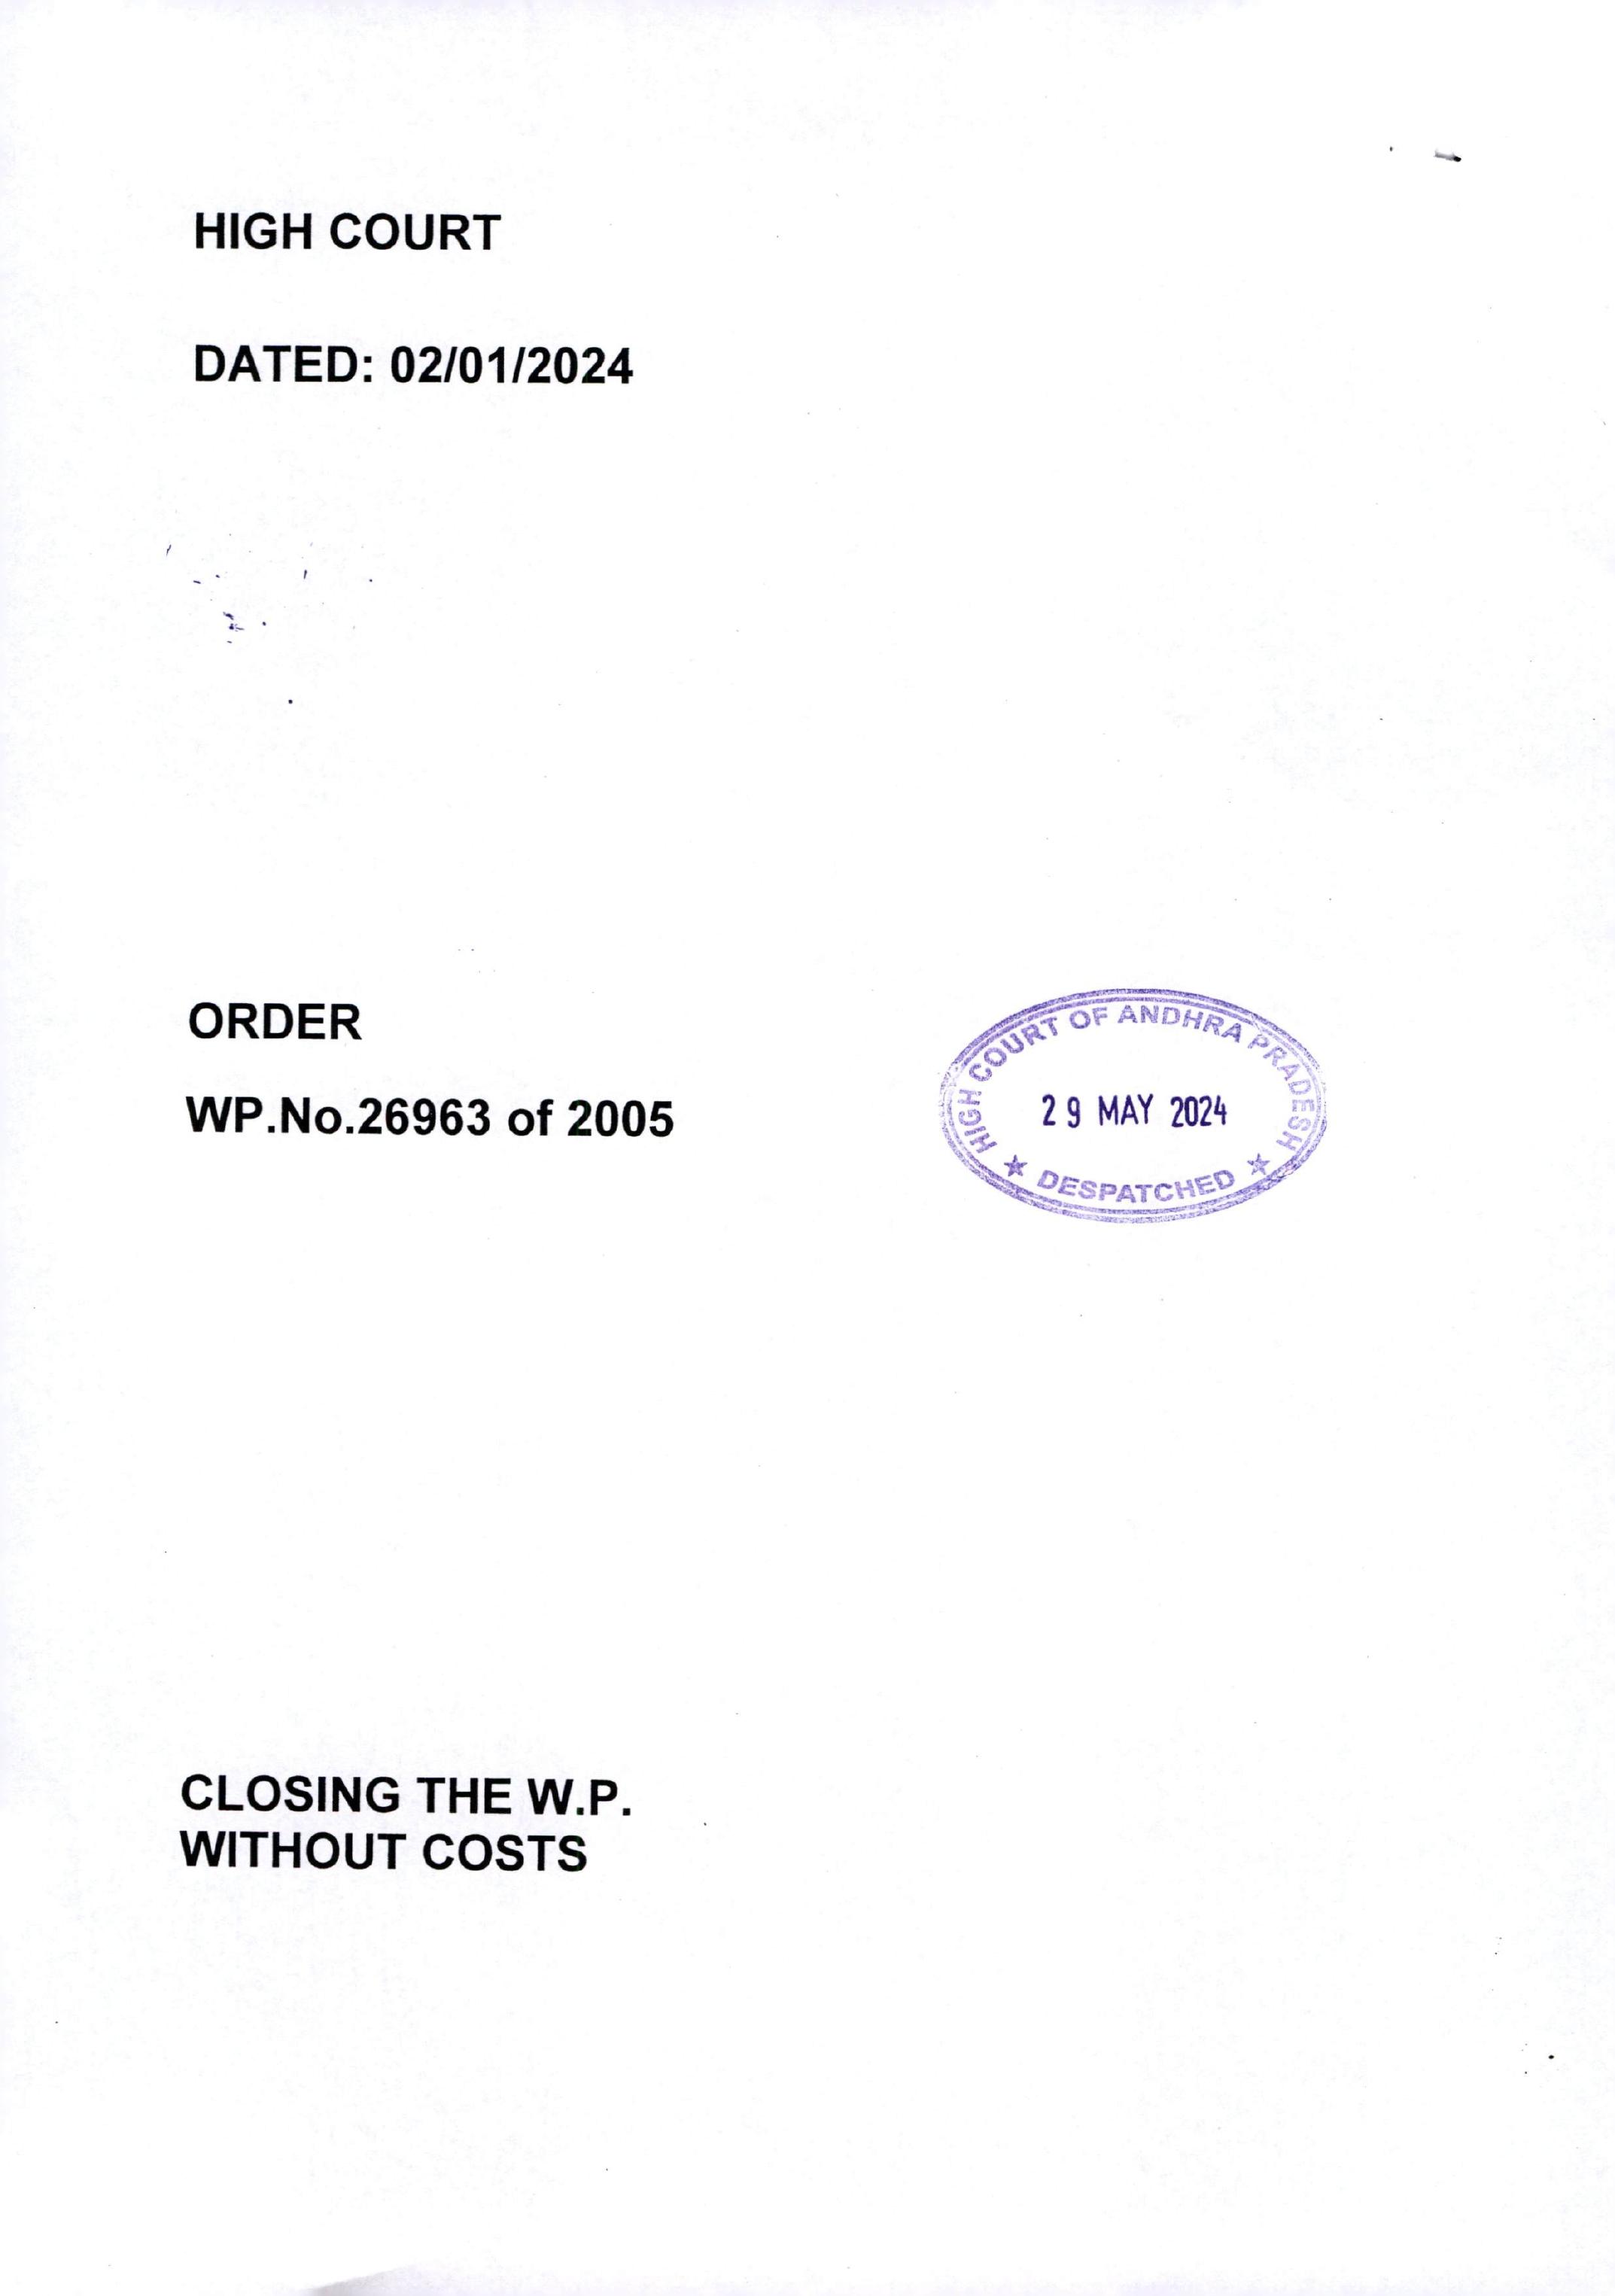 HIGH COURT
DATED: 02/01/2024
ORDER
WP.No.26963 of 2005
HIGH COURT OF ANDHRA PRADESH
29 MAY 2024
★ DESPATCHED ★
CLOSING THE W.P.
WITHOUT COSTS